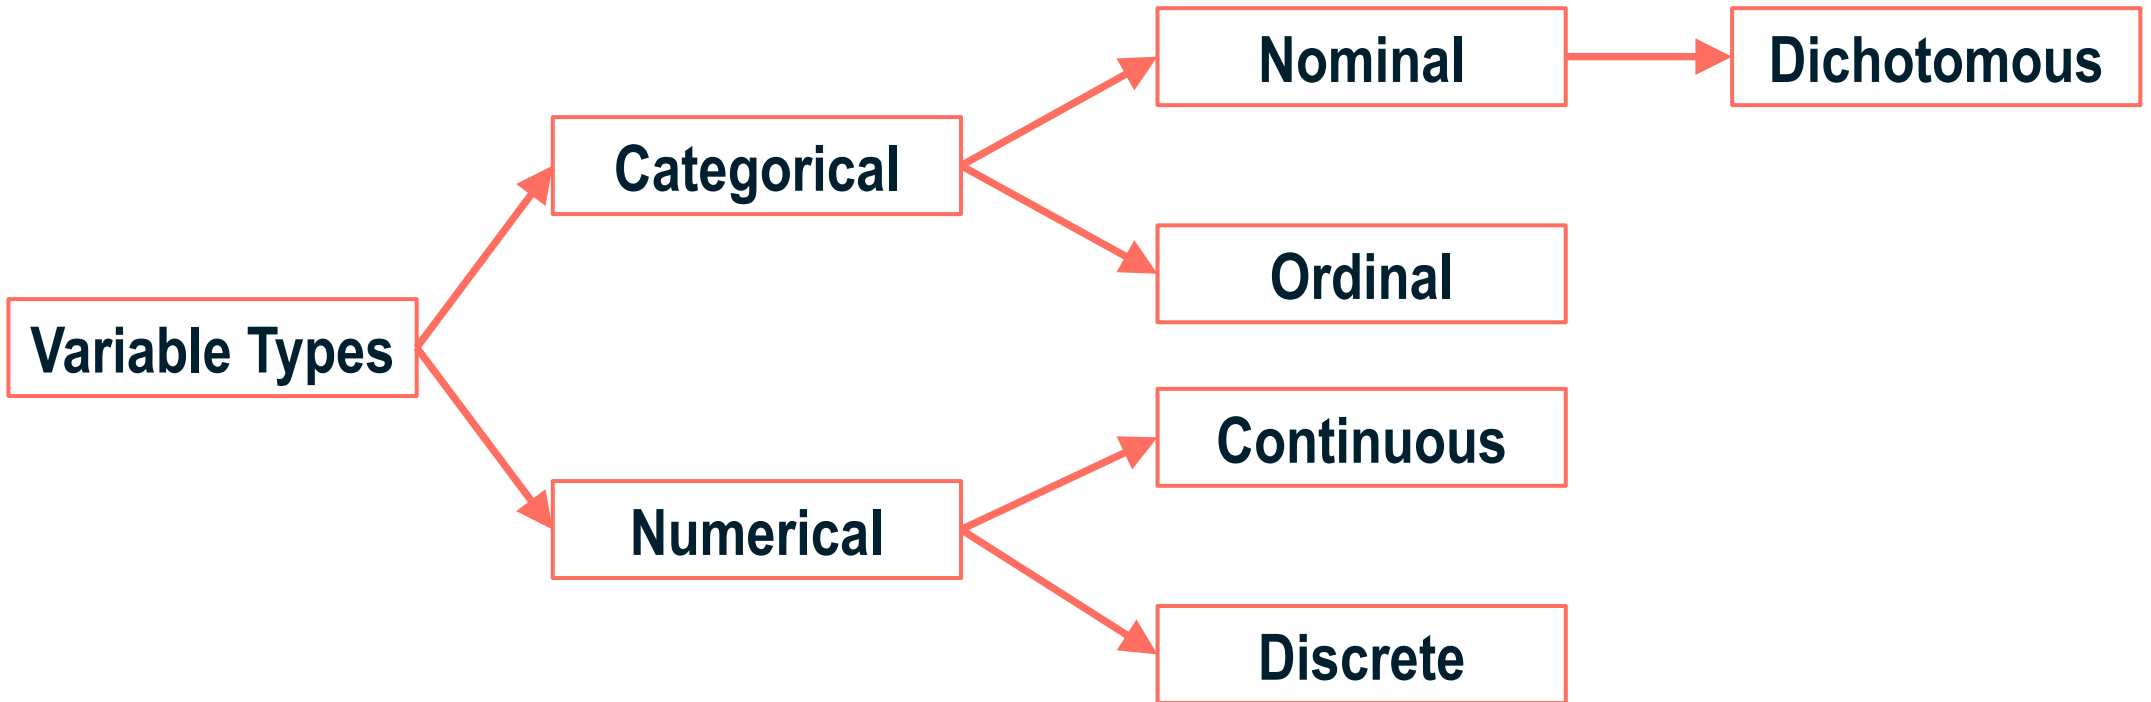 Nominal
Dichotomous
Categorical
Ordinal
Variable Types
Continuous
Numerical
Discrete